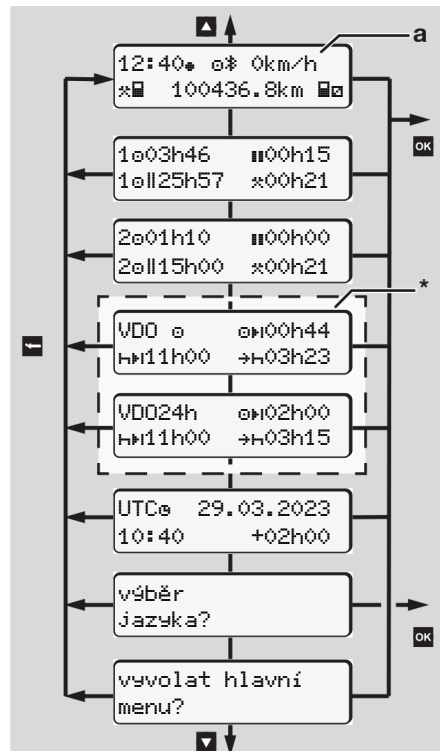 a
12:40 0km/h
100436.8km
OK
1 03h46 00h15
1 25h57 00h21
2 01h10 00h00
2 15h00 00h21
*
VDO 00h44
11h00 03h23
VDO24h 02h00
11h00 03h15
UTC 29.03.2023
10:40 +02h00
výběr
jazyka?
OK
vyvolat hlavní
menu?